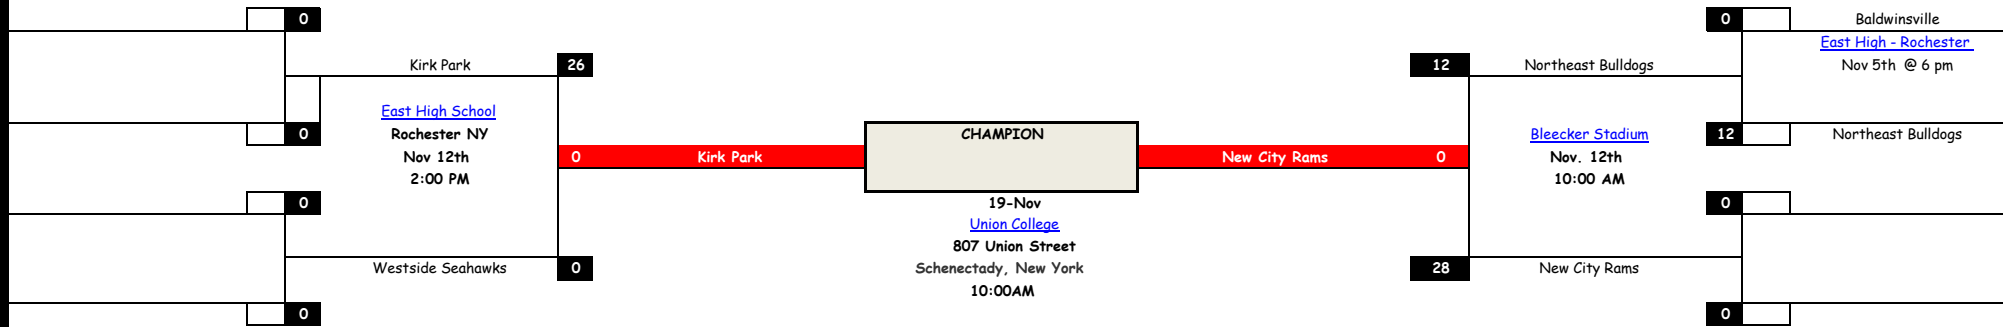 0
0 Baldwinsville
East High - Rochester
Kirk Park 26
12 Northeast Bulldogs
Nov 5th @ 6 pm
East High School
0 Rochester NY
CHAMPION
Bleecker Stadium
12 Northeast Bulldogs
Nov 12th
0 Kirk Park
New City Rams 0
Nov. 12th
2:00 PM
10:00 AM
0
19-Nov
0
Union College
807 Union Street
Westside Seahawks 0
Schenectady, New York
28 New City Rams
10:00AM
0
0